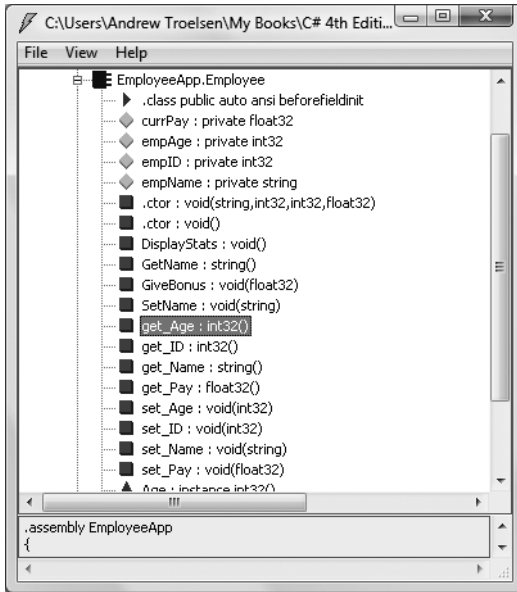 C:\Users\Andrew Troelsen\My Books\C# 4th Editi...
File View Help
EmployeeApp.Employee
.class public auto ansi beforefieldinit
currPay : private float32
empAge : private int32
empID : private int32
empName : private string
.ctor : void(string,int32,int32,float32)
.ctor : void()
DisplayStats : void()
GetName : string()
GiveBonus : void(float32)
SetName : void(string)
get_Age : int32()
get_ID : int32()
get_Name : string()
get_Pay : float32()
set_Age : void(int32)
set_ID : void(int32)
set_Name : void(string)
set_Pay : void(float32)
Age : instance int32()
.assembly EmployeeApp
{